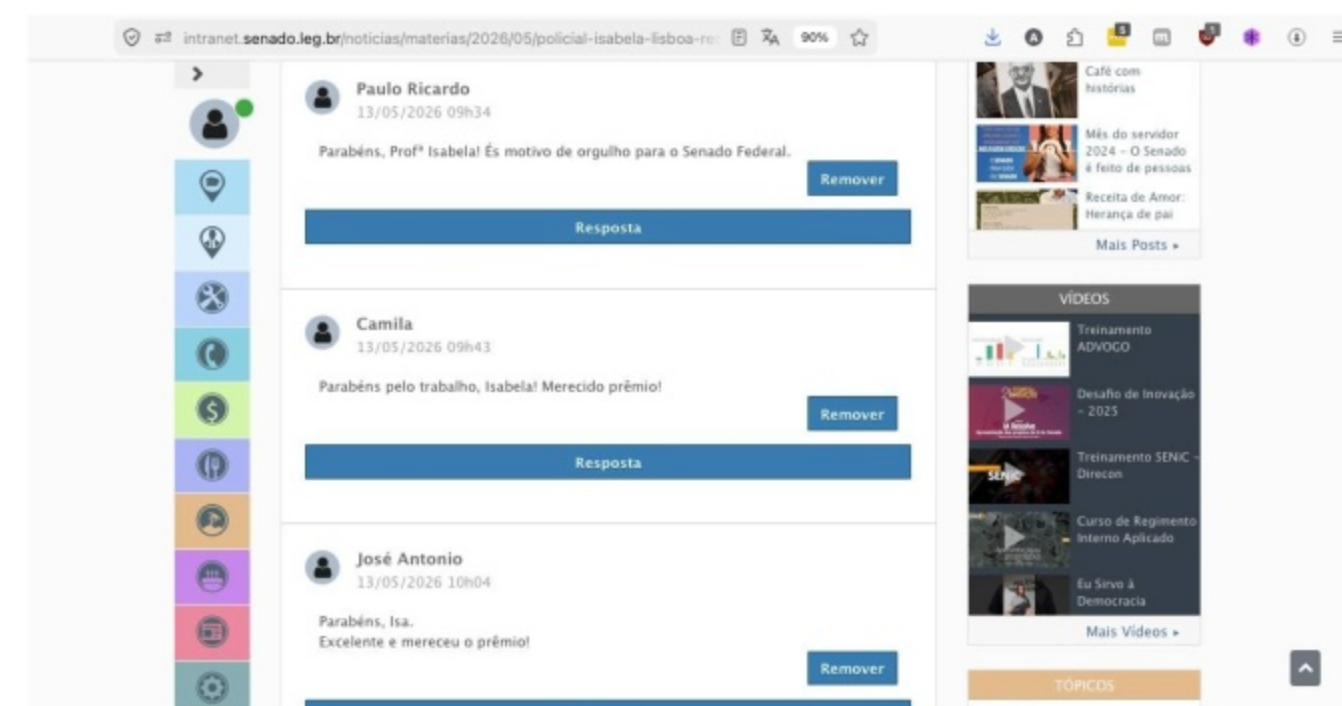 intranet.senado.leg.br/noticias/materias/2026/05/policial-isabela-lisboa-re
90%
Paulo Ricardo
13/05/2026 09h34
Parabéns, Profª Isabela! És motivo de orgulho para o Senado Federal.
Remover
Resposta
Camila
13/05/2026 09h43
Parabéns pelo trabalho, Isabela! Merecido prêmio!
Remover
Resposta
José Antonio
13/05/2026 10h04
Parabéns, Isa.
Excelente e mereceu o prêmio!
Remover
Café com
histórias
Mês do servidor
2024 - O Senado
é feito de pessoas
Receita de Amor:
Herança de pai
Mais Posts »
VÍDEOS
Treinamento
ADVOGO
Desafio de Inovação
- 2025
SENIC
Treinamento SENIC -
Direcon
Curso de Regimento
Interno Aplicado
Eu Sirvo à
Democracia
Mais Vídeos »
TÓPICOS